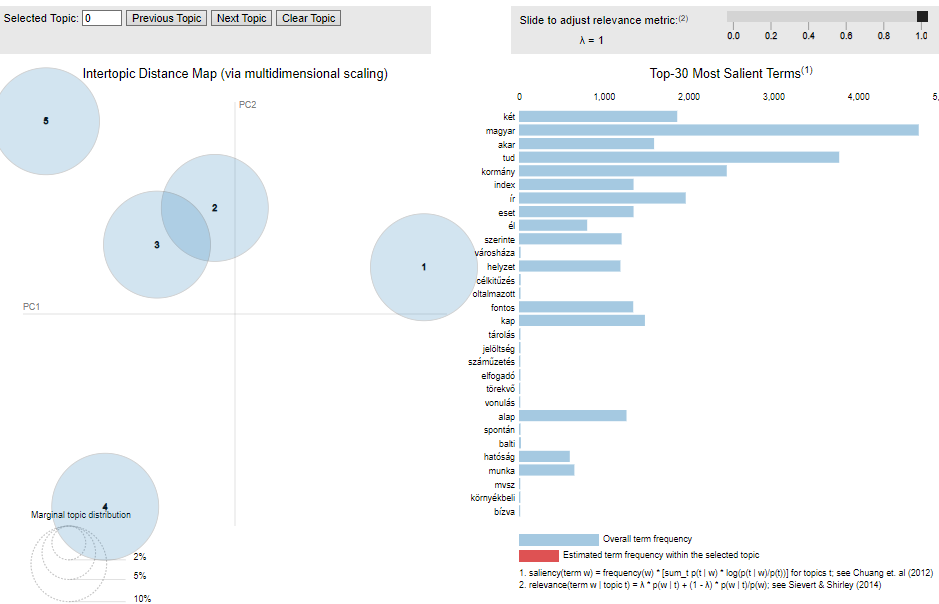 Selected Topic: 0 Previous Topic Next Topic Clear Topic
Slide to adjust relevance metric:(2)
λ = 1
0.0 0.2 0.4 0.6 0.8 1.0
Intertopic Distance Map (via multidimensional scaling)
PC2
PC1
5
2
3
1
4
Marginal topic distribution
2%
5%
10%
Top-30 Most Salient Terms(1)
0 1,000 2,000 3,000 4,000 5,
két
magyar
akar
tud
kormány
index
ír
eset
él
szerinte
városháza
helyzet
célkitűzés
oltalmazott
fontos
kap
tárolás
jelöltség
száműzetés
elfogadó
törekvő
vonulás
alap
spontán
balti
hatóság
munka
mvsz
környékbeli
bízva
Overall term frequency
Estimated term frequency within the selected topic
1. saliency(term w) = frequency(w) * [sum_t p(t | w) * log(p(t | w)/p(t))] for topics t; see Chuang et. al (2012)
2. relevance(term w | topic t) = λ * p(w | t) + (1 - λ) * p(w | t)/p(w); see Sievert & Shirley (2014)